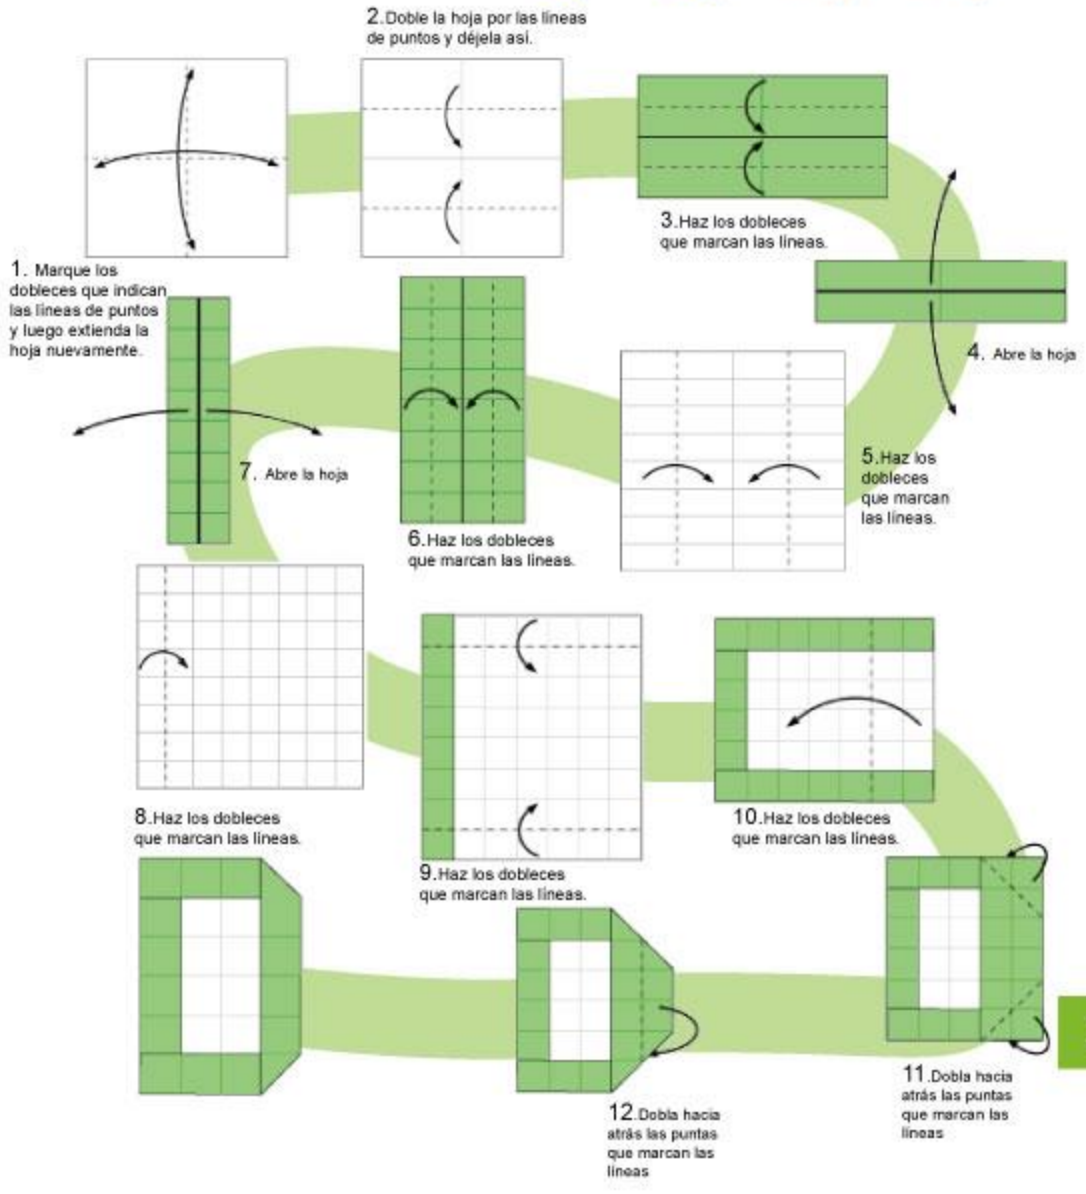 1. Marque los
dobleces que indican
las líneas de puntos
y luego extienda la
hoja nuevamente.
2.Doble la hoja por las líneas
de puntos y déjela así.
3.Haz los dobleces
que marcan las líneas.
4. Abre la hoja
5.Haz los
dobleces
que marcan
las líneas.
6.Haz los dobleces
que marcan las líneas.
7. Abre la hoja
8.Haz los dobleces
que marcan las líneas.
9.Haz los dobleces
que marcan las líneas.
10.Haz los dobleces
que marcan las líneas.
11.Dobla hacia
atrás las puntas
que marcan las
líneas
12.Dobla hacia
atrás las puntas
que marcan las
líneas